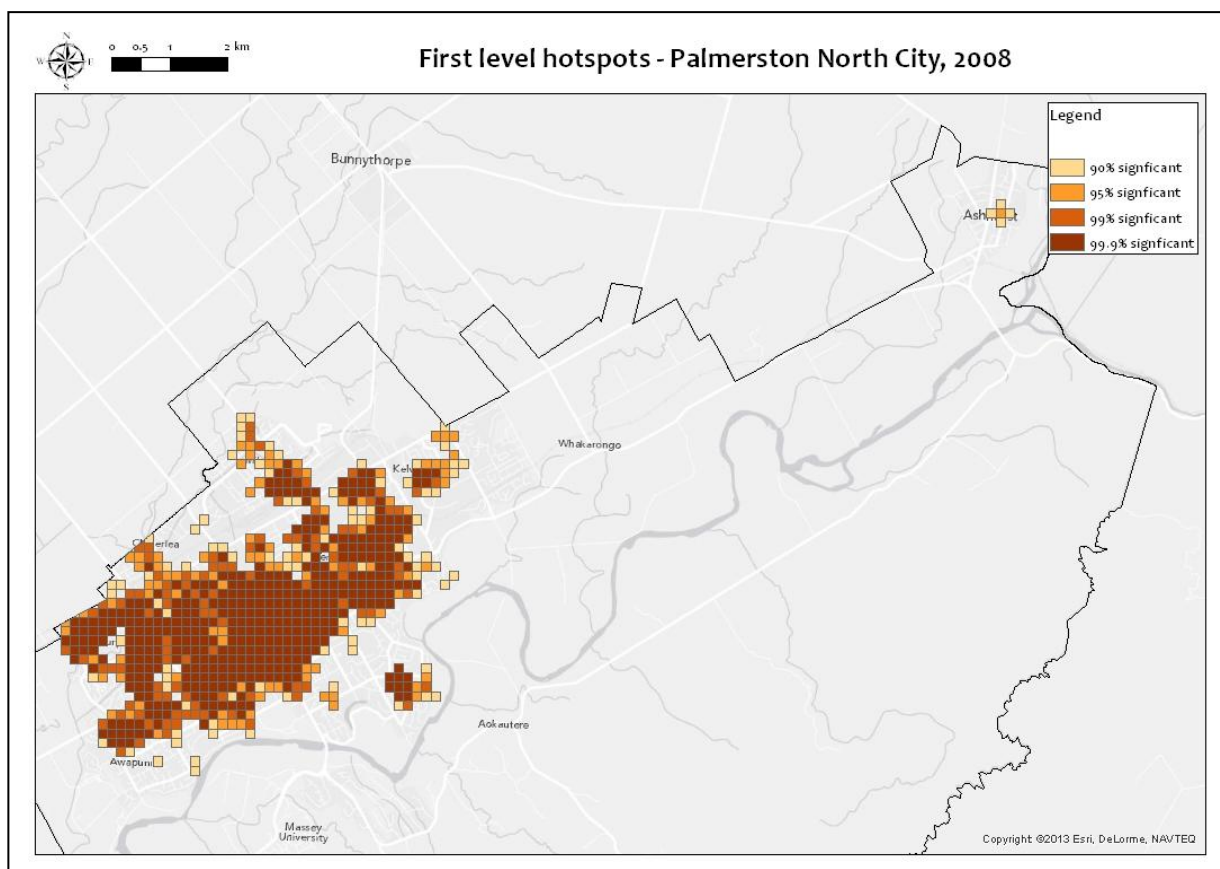 N
W E
S
0 0.5 1 2 km
First level hotspots - Palmerston North City, 2008
Legend
90% signficant
95% signficant
99% signficant
99.9% signficant
Bunnythorpe
Whakarongo
Aokautere
Awapuni
Massey
University
Copyright ©2013 Esri, DeLorme, NAVTEQ